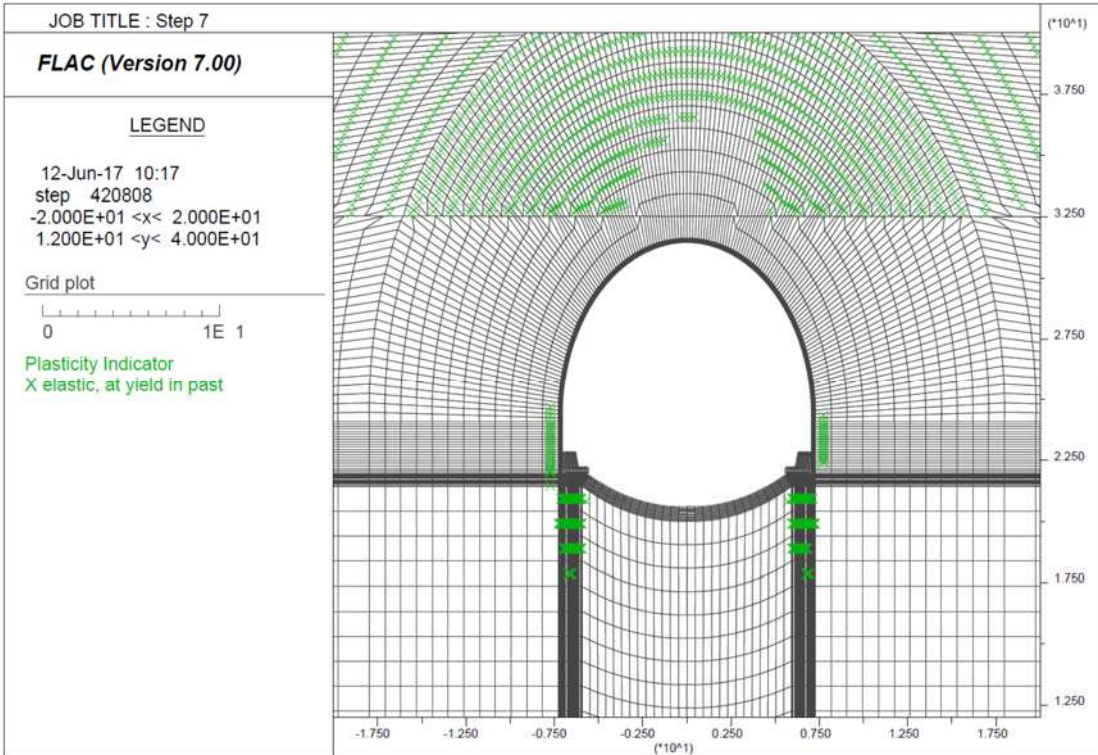 JOB TITLE : Step 7
FLAC (Version 7.00)
LEGEND
12-Jun-17 10:17
step 420808
-2.000E+01 <x< 2.000E+01
1.200E+01 <y< 4.000E+01
Grid plot
0 1E 1
Plasticity Indicator
X elastic, at yield in past
(*10^1)
3.750
3.250
2.750
2.250
1.750
1.250
-1.750 -1.250 -0.750 -0.250 0.250 0.750 1.250 1.750
(*10^1)